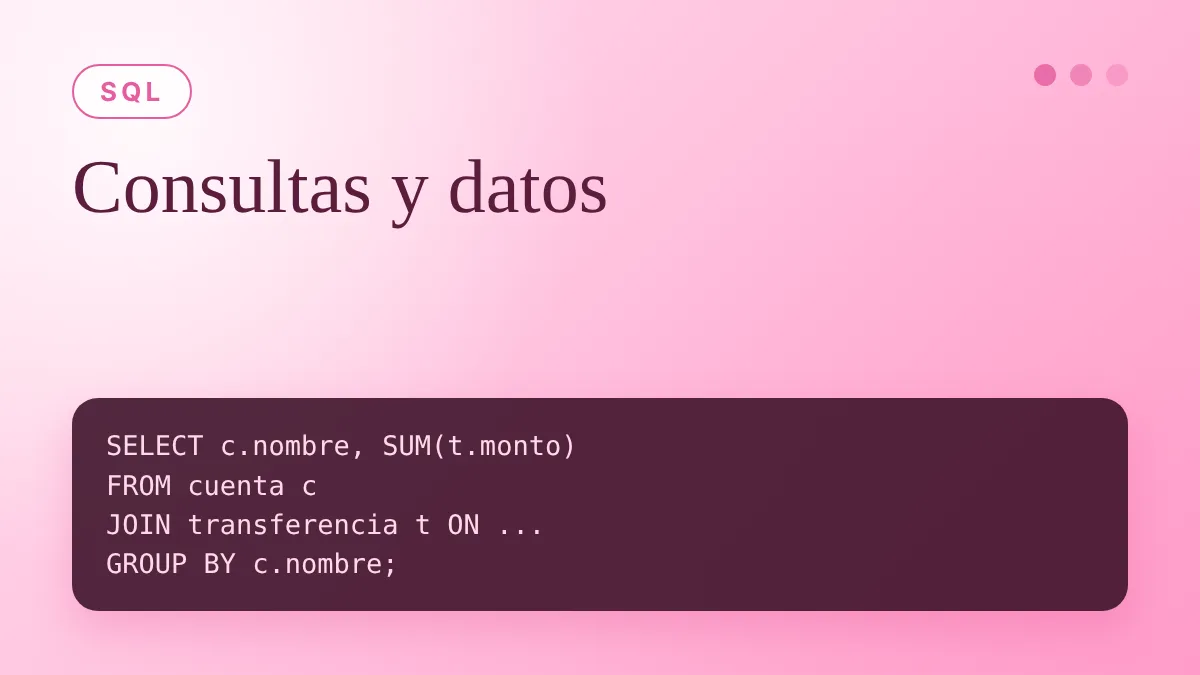 SQL
Consultas y datos
SELECT c.nombre, SUM(t.monto)
FROM cuenta c
JOIN transferencia t ON ...
GROUP BY c.nombre;